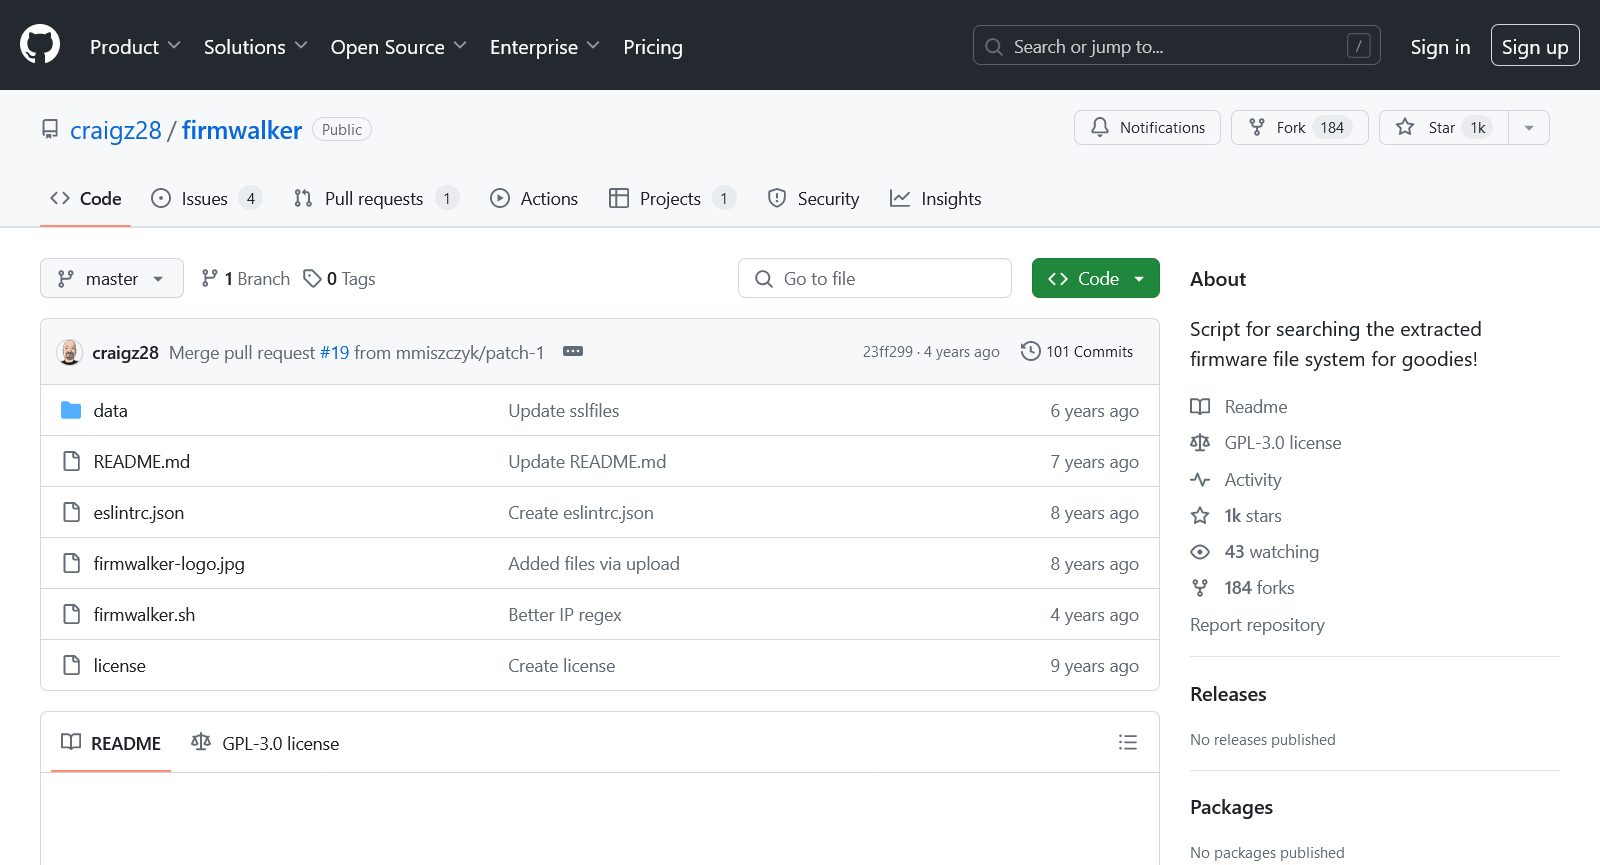 Product Solutions Open Source Enterprise Pricing Search or jump to... / Sign in Sign up
craigz28 / firmwalker Public Notifications Fork 184 Star 1k
Code Issues 4 Pull requests 1 Actions Projects 1 Security Insights
master 1 Branch 0 Tags Go to file Code
craigz28 Merge pull request #19 from mmiszczyk/patch-1 23ff299 · 4 years ago 101 Commits
data Update sslfiles 6 years ago
README.md Update README.md 7 years ago
eslintrc.json Create eslintrc.json 8 years ago
firmwalker-logo.jpg Added files via upload 8 years ago
firmwalker.sh Better IP regex 4 years ago
license Create license 9 years ago
README GPL-3.0 license
About
Script for searching the extracted
firmware file system for goodies!
Readme
GPL-3.0 license
Activity
1k stars
43 watching
184 forks
Report repository
Releases
No releases published
Packages
No packages published